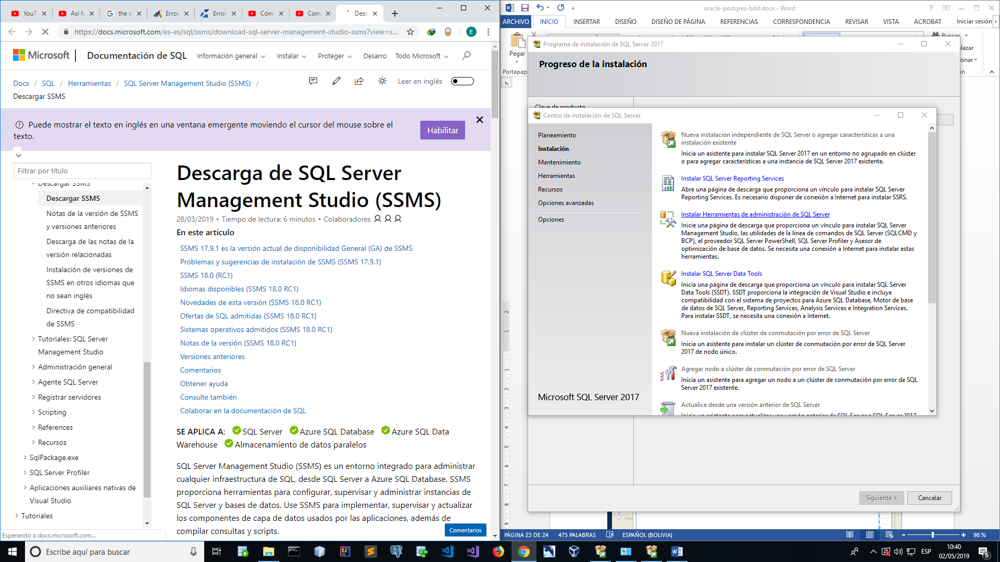 YouT
Así fu
the s
Error
Error
Cómo
Com
Desc
https://docs.microsoft.com/es-es/sql/ssms/download-sql-server-management-studio-ssms?view=s...
E
Microsoft
Documentación de SQL
Información general
Instalar
Proteger
Desarro
Todo Microsoft
Docs / SQL / Herramientas / SQL Server Management Studio (SSMS) /
Descargar SSMS
Leer en inglés
Puede mostrar el texto en inglés en una ventana emergente moviendo el cursor del mouse sobre el
texto.
Habilitar
Filtrar por título
Descargar SSMS
Descargar SSMS
Notas de la versión de SSMS
y versiones anteriores
Descarga de las notas de la
versión relacionadas
Instalación de versiones de
SSMS en otros idiomas que
no sean inglés
Directiva de compatibilidad
de SSMS
Tutoriales: SQL Server
Management Studio
Administración general
Agente SQL Server
Registrar servidores
Scripting
References
Recursos
SqlPackage.exe
SQL Server Profiler
Aplicaciones auxiliares nativas de
Visual Studio
Tutoriales
Esperando a docs.microsoft.com...
Descarga de SQL Server
Management Studio (SSMS)
28/03/2019 • Tiempo de lectura: 6 minutos • Colaboradores
En este artículo
SSMS 17.9.1 es la versión actual de disponibilidad General (GA) de SSMS
Problemas y sugerencias de instalación de SSMS (SSMS 17.9.1)
SSMS 18.0 (RC1)
Idiomas disponibles (SSMS 18.0 RC1)
Novedades de esta versión (SSMS 18.0 RC1)
Ofertas de SQL admitidas (SSMS 18.0 RC1)
Sistemas operativos admitidos (SSMS 18.0 RC1)
Notas de la versión (SSMS 18.0 RC1)
Versiones anteriores
Comentarios
Obtener ayuda
Consulte también
Colaborar en la documentación de SQL
SE APLICA A: SQL Server Azure SQL Database Azure SQL Data
Warehouse Almacenamiento de datos paralelos
SQL Server Management Studio (SSMS) es un entorno integrado para administrar
cualquier infraestructura de SQL, desde SQL Server a Azure SQL Database. SSMS
proporciona herramientas para configurar, supervisar y administrar instancias de
SQL Server y bases de datos. Use SSMS para implementar, supervisar y actualizar
los componentes de capa de datos usados por las aplicaciones, además de
compilar consultas y scripts.
Comentarios
oracle-postgres-bdd.docx - Word
ARCHIVO
INICIO
INSERTAR
DISEÑO
DISEÑO DE PÁGINA
REFERENCIAS
CORRESPONDENCIA
REVISAR
VISTA
ACROBAT
Iniciar sesión
Pegar
Portapape
Buscar
lazar
onar
Programa de instalación de SQL Server 2017
Progreso de la instalación
Clave de producto
Centro de instalación de SQL Server
Planeamiento
Instalación
Mantenimiento
Herramientas
Recursos
Opciones avanzadas
Opciones
Microsoft SQL Server 2017
Nueva instalación independiente de SQL Server o agregar características a una
instalación existente
Inicia un asistente para instalar SQL Server 2017 en un entorno no agrupado en clúster
o para agregar características a una instancia de SQL Server 2017 existente.
Instalar SQL Server Reporting Services
Abre una página de descarga que proporciona un vínculo para instalar SQL Server
Reporting Services. Es necesario disponer de conexión a Internet para instalar SSRS.
Instalar Herramientas de administración de SQL Server
Inicie una página de descarga que proporciona un vínculo para instalar SQL Server
Management Studio, las utilidades de la línea de comandos de SQL Server (SQLCMD y
BCP), el proveedor SQL Server PowerShell, SQL Server Profiler y Asesor de
optimización de base de datos. Se necesita una conexión a Internet para instalar estas
herramientas.
Instalar SQL Server Data Tools
Inicia una página de descarga que proporciona un vínculo para instalar SQL Server
Data Tools (SSDT). SSDT proporciona la integración de Visual Studio e incluye
compatibilidad con el sistema de proyectos para Azure SQL Database, Motor de base
de datos de SQL Server, Reporting Services, Analysis Services e Integration Services.
Para instalar SSDT, se necesita una conexión a Internet.
Nueva instalación de clúster de conmutación por error de SQL Server
Inicia un asistente para instalar un clúster de conmutación por error de SQL Server
2017 de nodo único.
Agregar nodo a clúster de conmutación por error de SQL Server
Inicia un asistente para agregar un nodo a un clúster de conmutación por error de SQL
Server 2017 existente.
Actualice desde una versión anterior de SQL Server
Inicia un asistente para actualizar una versión anterior de SQL Server a SQL Server 2017
Siguiente >
Cancelar
Term
PÁGINA 23 DE 24
475 PALABRAS
ESPAÑOL (BOLIVIA)
98 %
Escribe aquí para buscar
ESP
10:40
02/05/2019
6